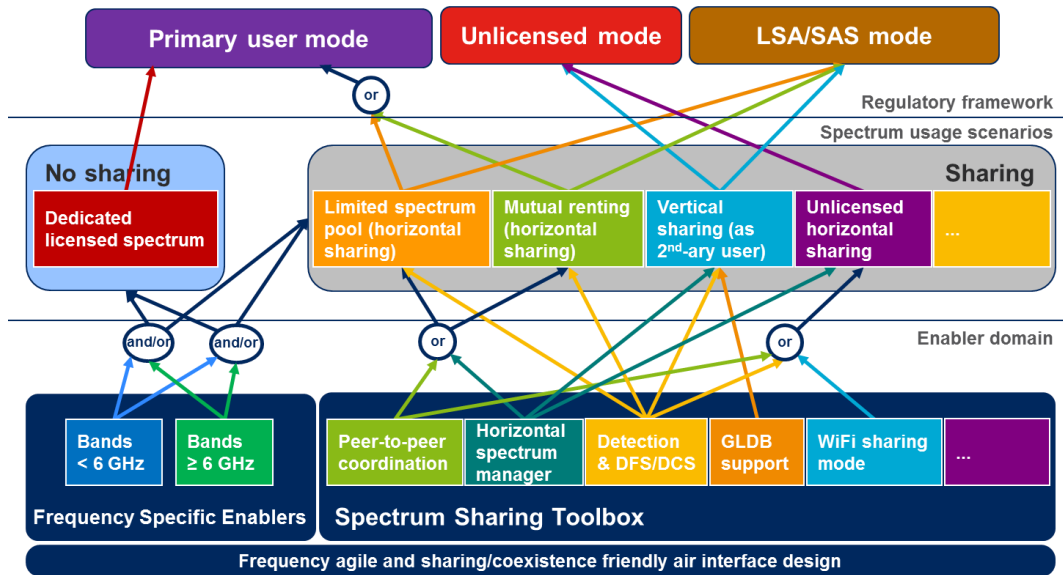 Primary user mode
Unlicensed mode
LSA/SAS mode
or
Regulatory framework
Spectrum usage scenarios
No sharing
Sharing
Dedicated
licensed spectrum
Limited spectrum
pool (horizontal
sharing)
Mutual renting
(horizontal
sharing)
Vertical
sharing (as
2nd-ary user)
Unlicensed
horizontal
sharing
...
and/or
and/or
or
or
Enabler domain
Bands
< 6 GHz
Bands
≥ 6 GHz
Frequency Specific Enablers
Peer-to-peer
coordination
Horizontal
spectrum
manager
Detection
& DFS/DCS
GLDB
support
WiFi sharing
mode
...
Spectrum Sharing Toolbox
Frequency agile and sharing/coexistence friendly air interface design